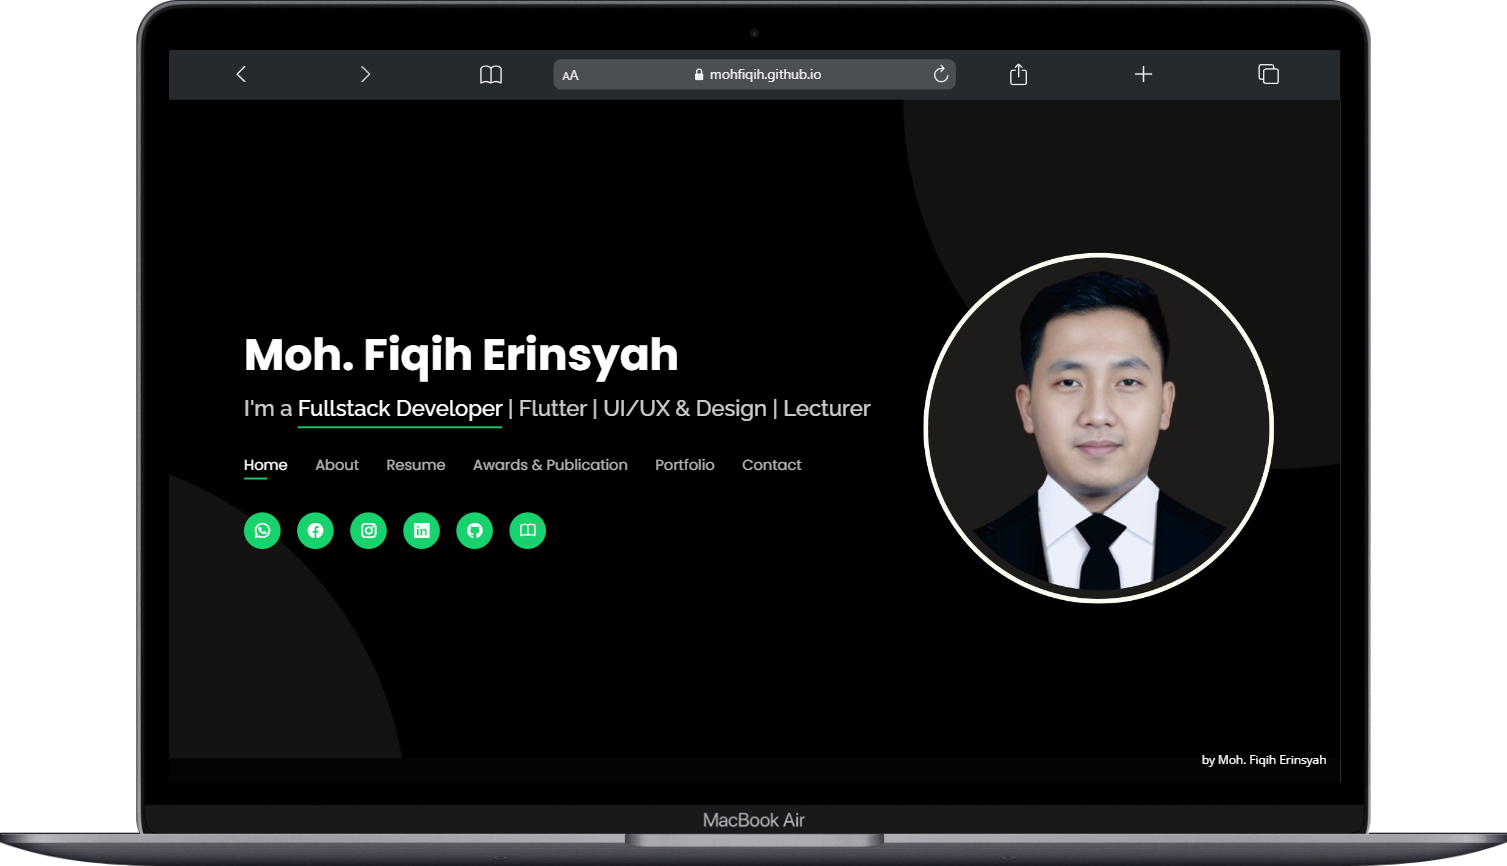 AA mohfiqih.github.io
Moh. Fiqih Erinsyah
I'm a Fullstack Developer | Flutter | UI/UX & Design | Lecturer
Home About Resume Awards & Publication Portfolio Contact
in
by Moh. Fiqih Erinsyah
MacBook Air